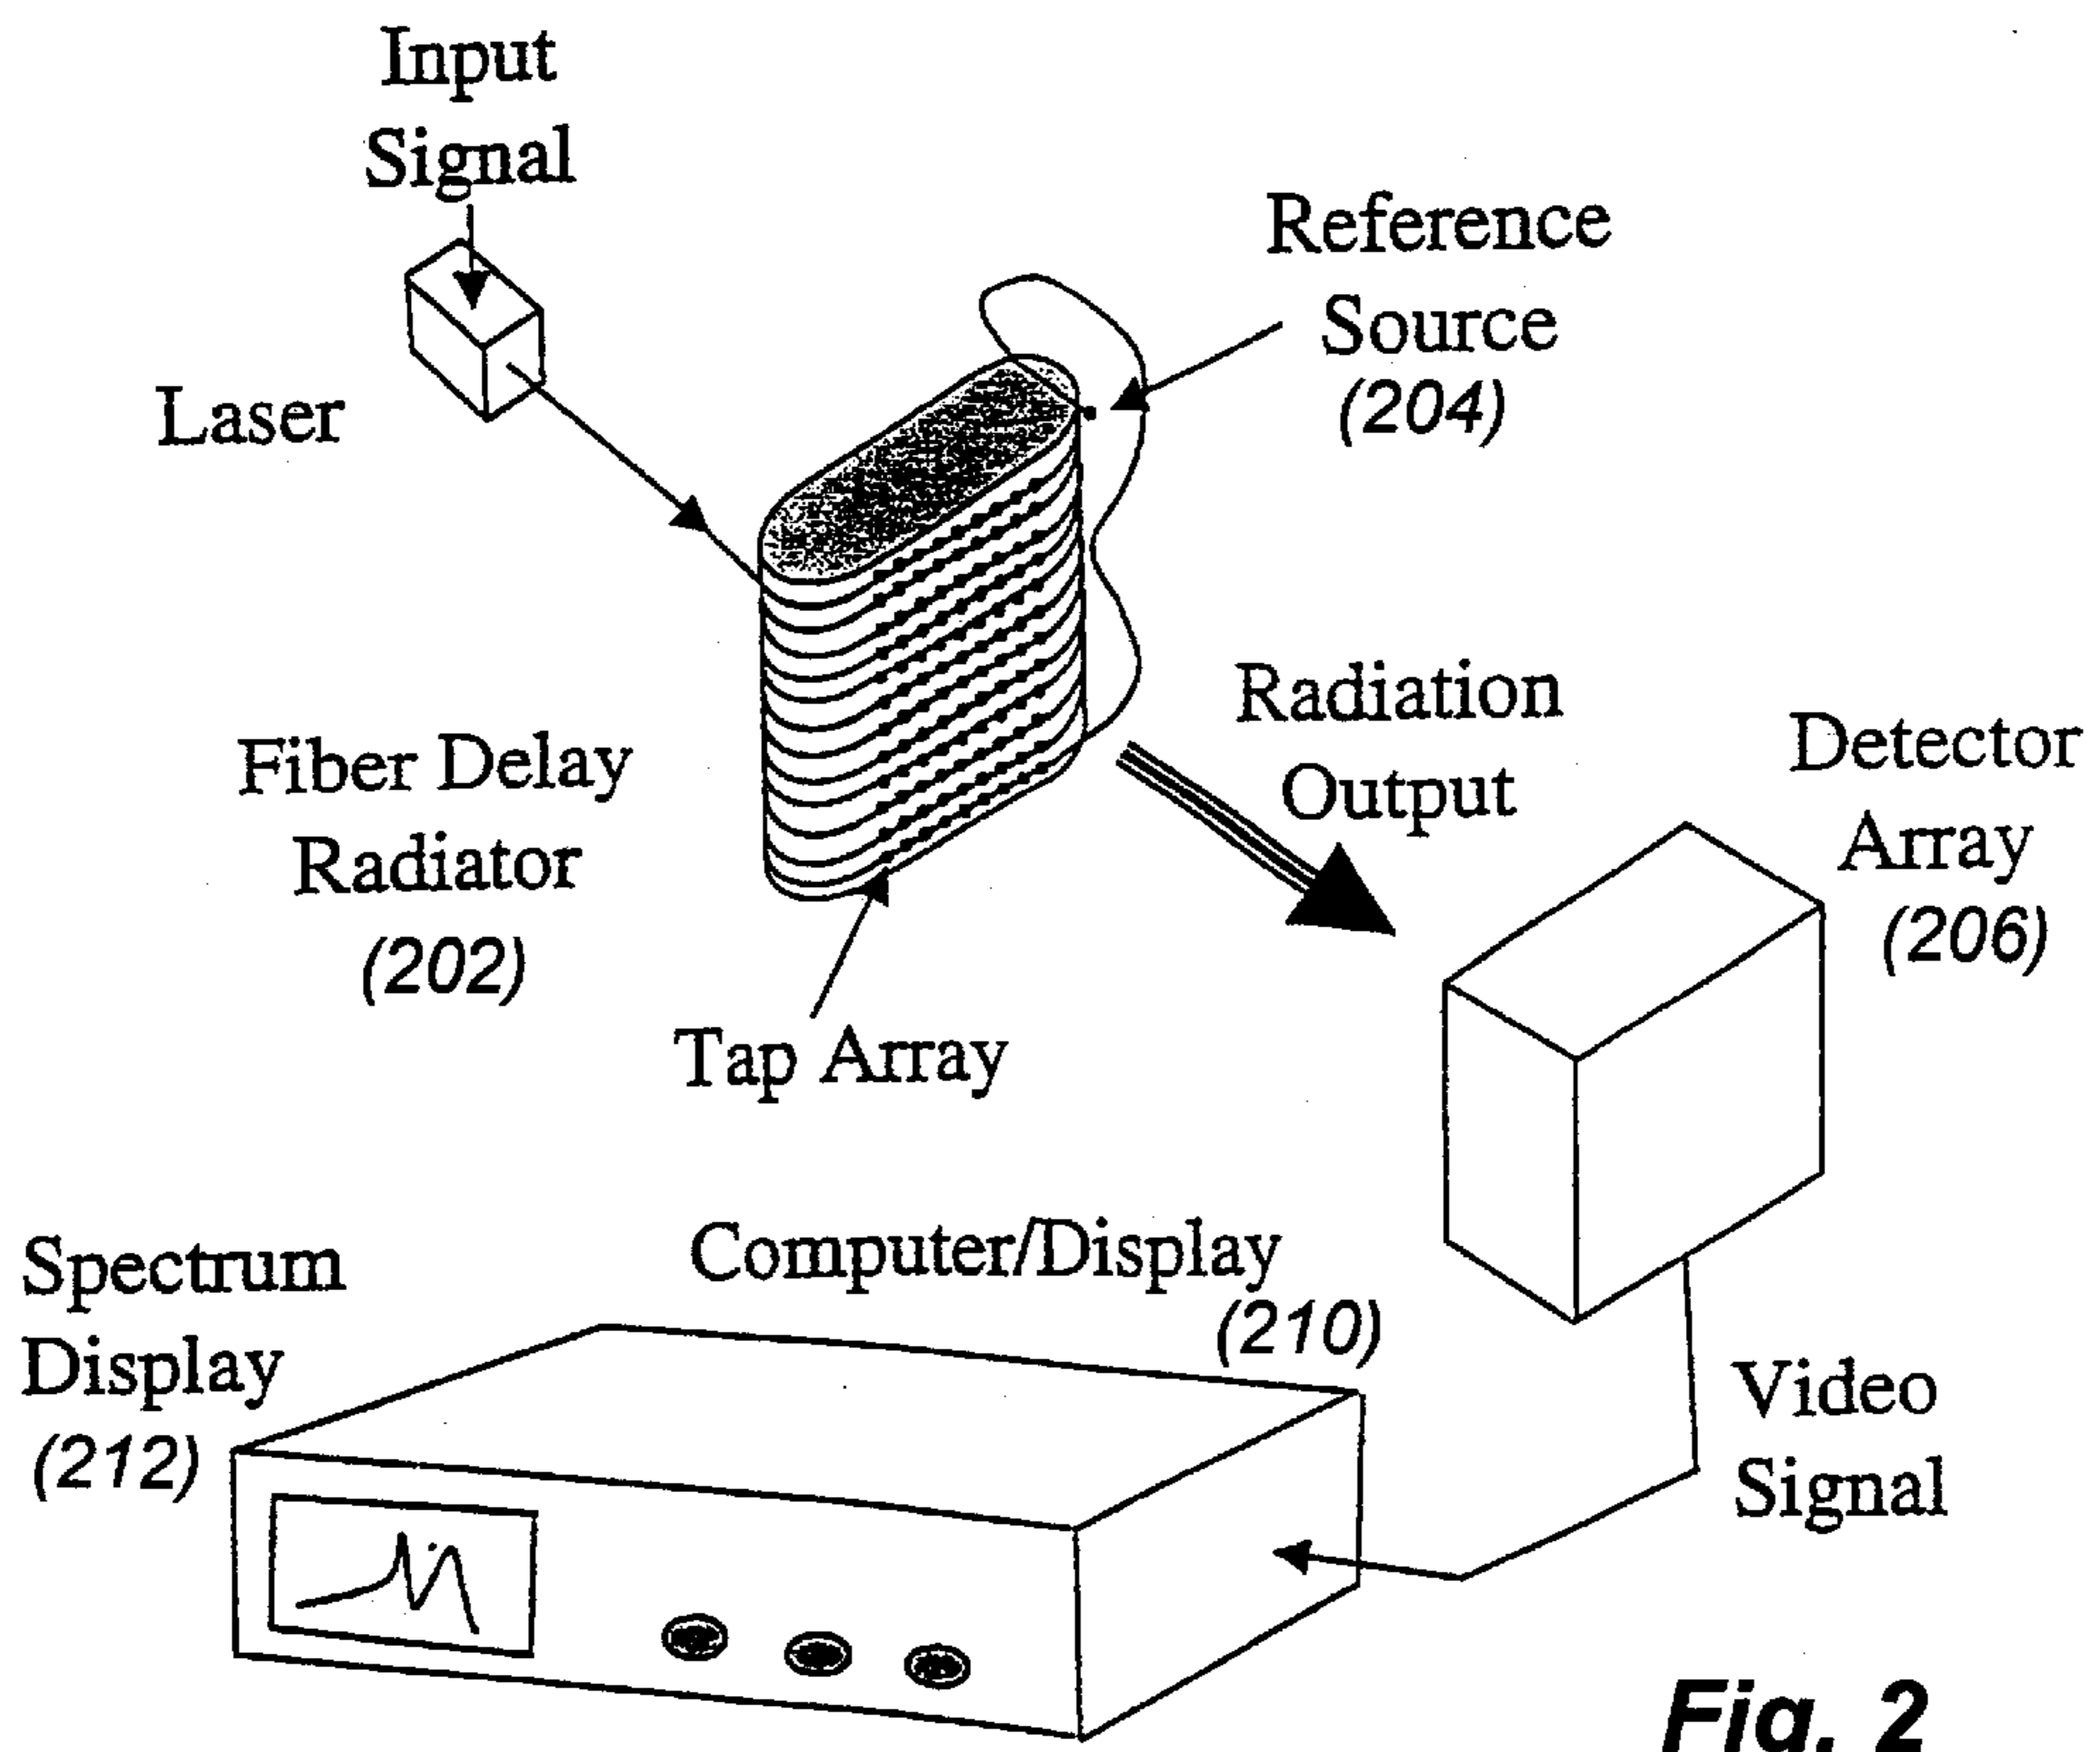 Input
Signal
Laser
Reference
Source
(204)
Fiber Delay
Radiator
(202)
Tap Array
Radiation
Output
Detector
Array
(206)
Spectrum
Display
(212)
Computer/Display
(210)
Video
Signal
Fig. 2